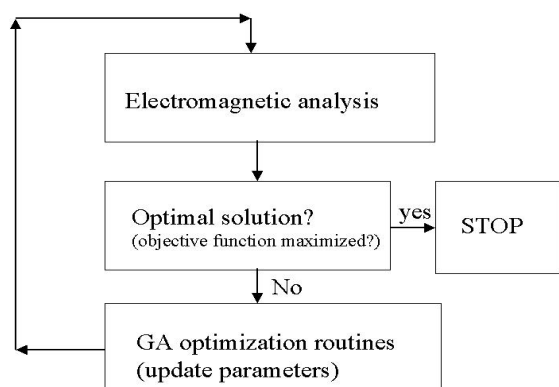 Electromagnetic analysis
Optimal solution?
(objective function maximized?)
yes
STOP
No
GA optimization routines
(update parameters)